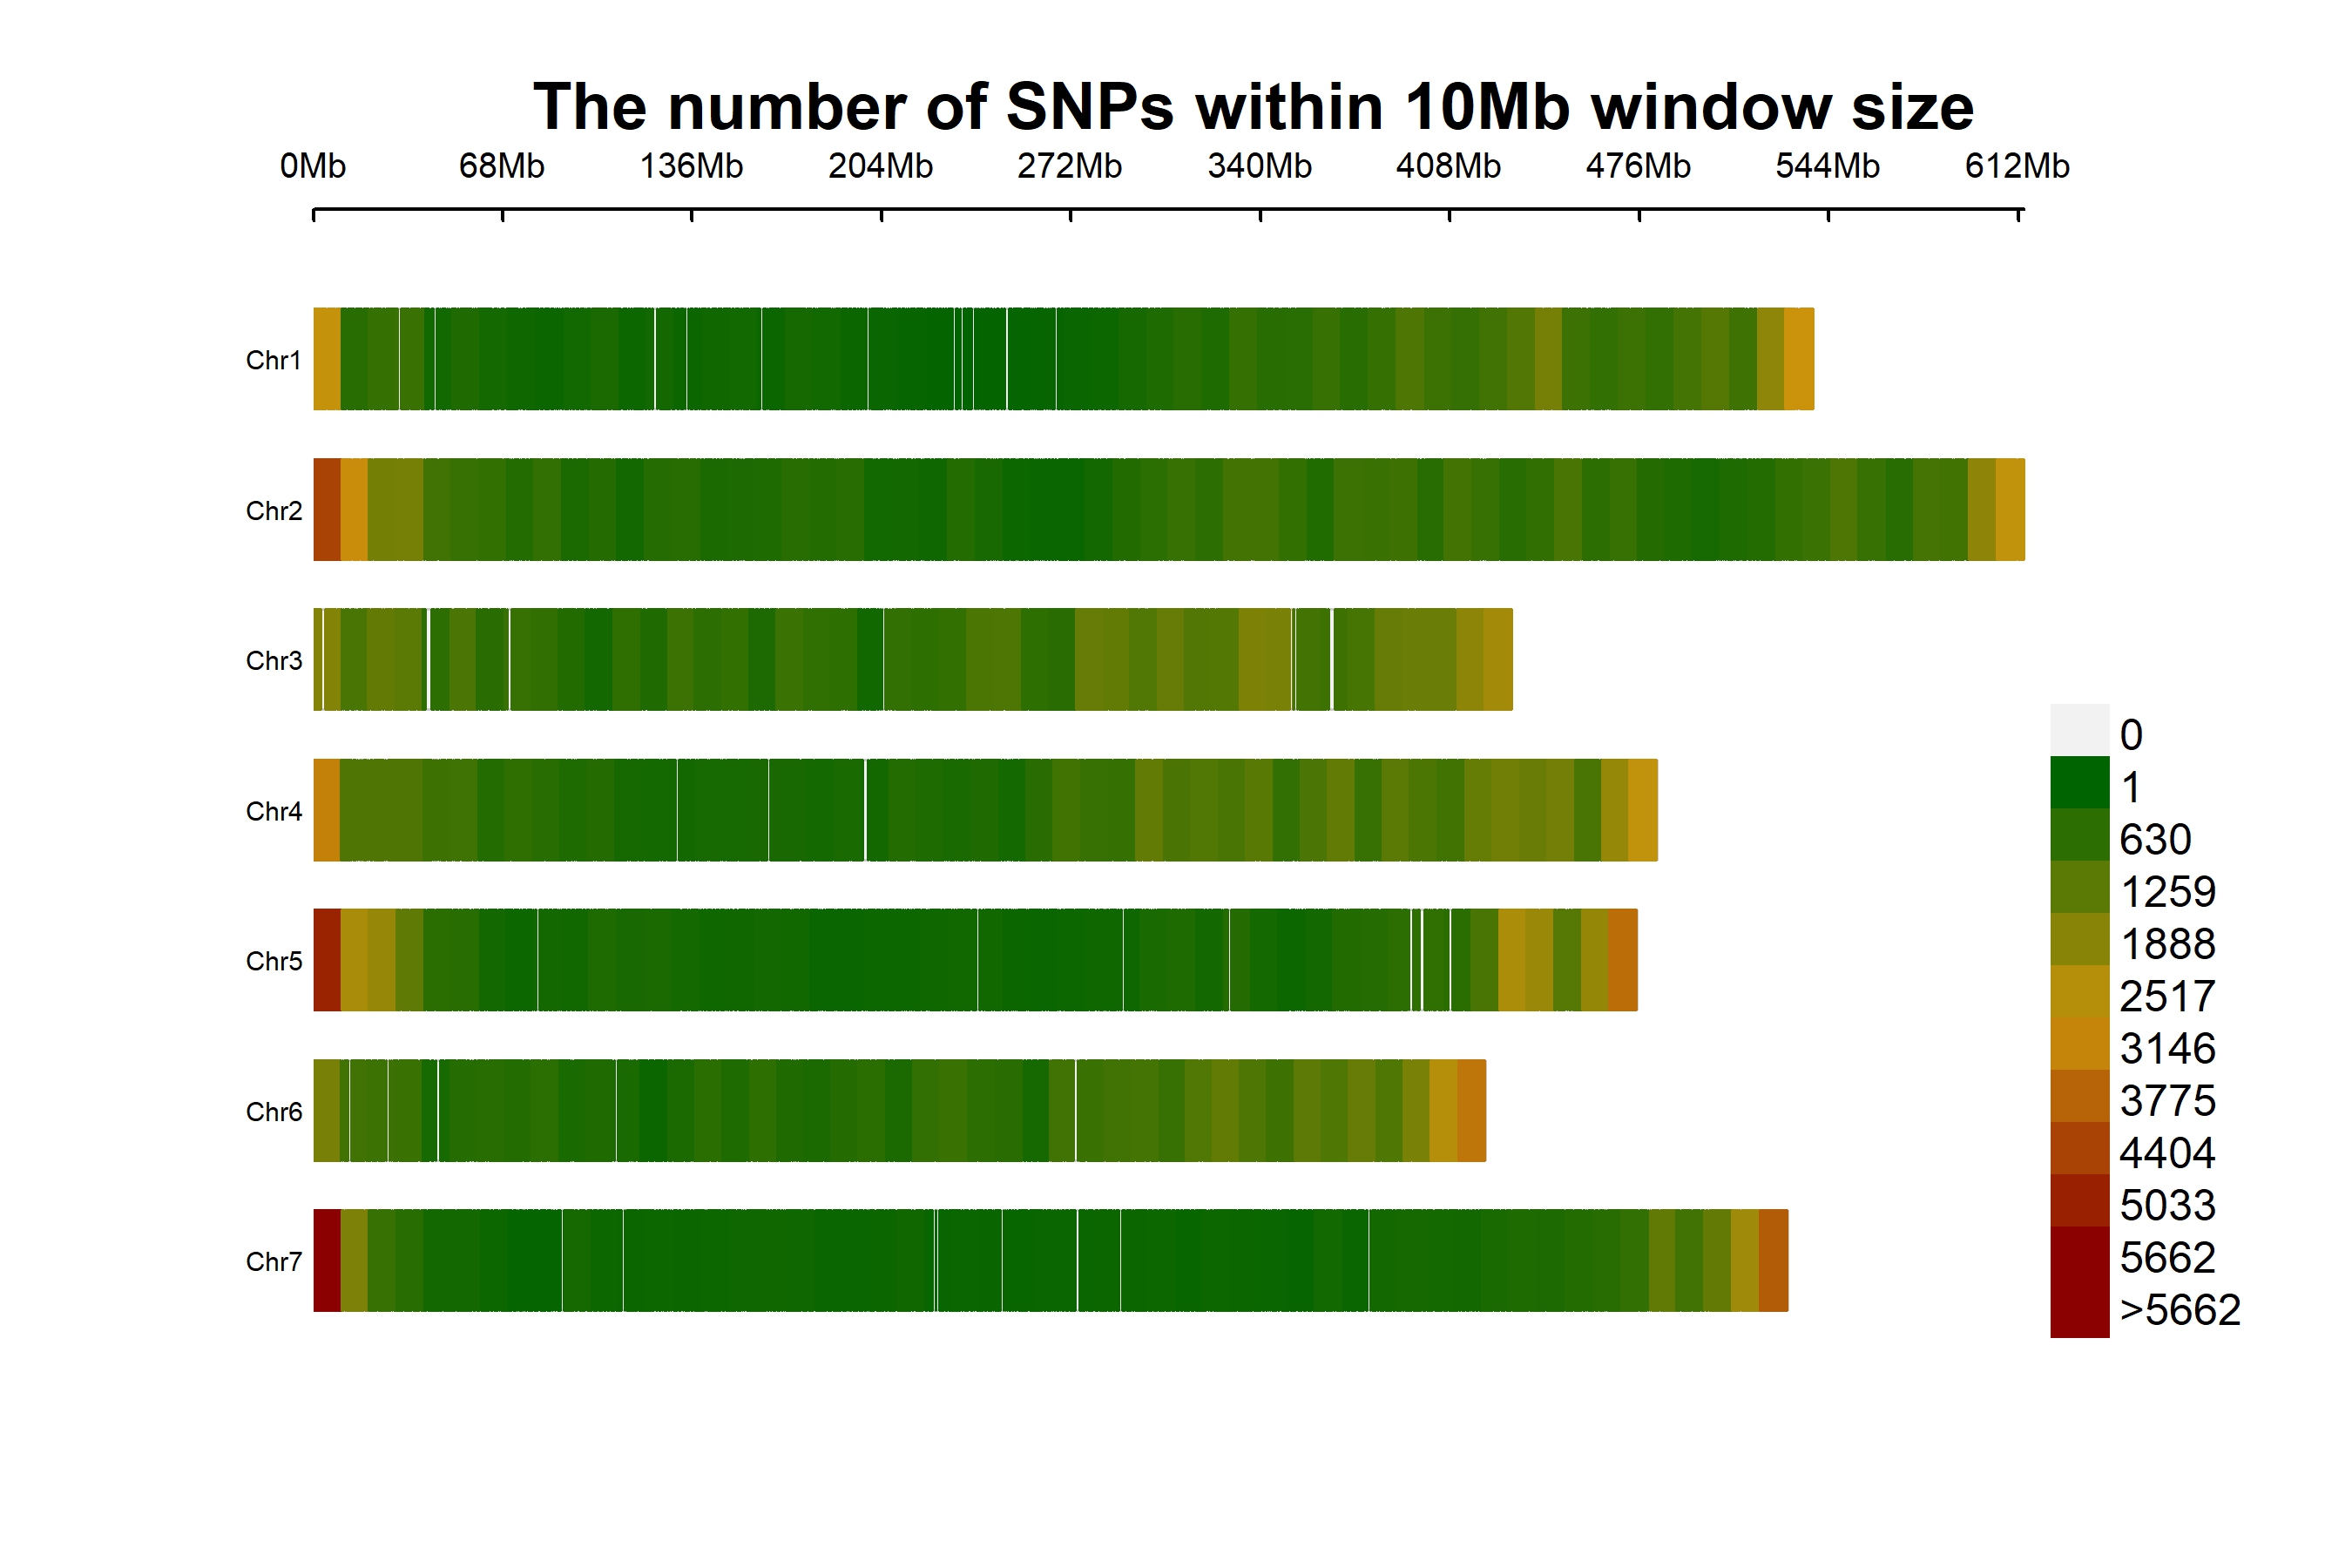 The number of SNPs within 10Mb window size
0Mb 68Mb 136Mb 204Mb 272Mb 340Mb 408Mb 476Mb 544Mb 612Mb
Chr1
Chr2
Chr3
Chr4
Chr5
Chr6
Chr7
0
1
630
1259
1888
2517
3146
3775
4404
5033
5662
>5662